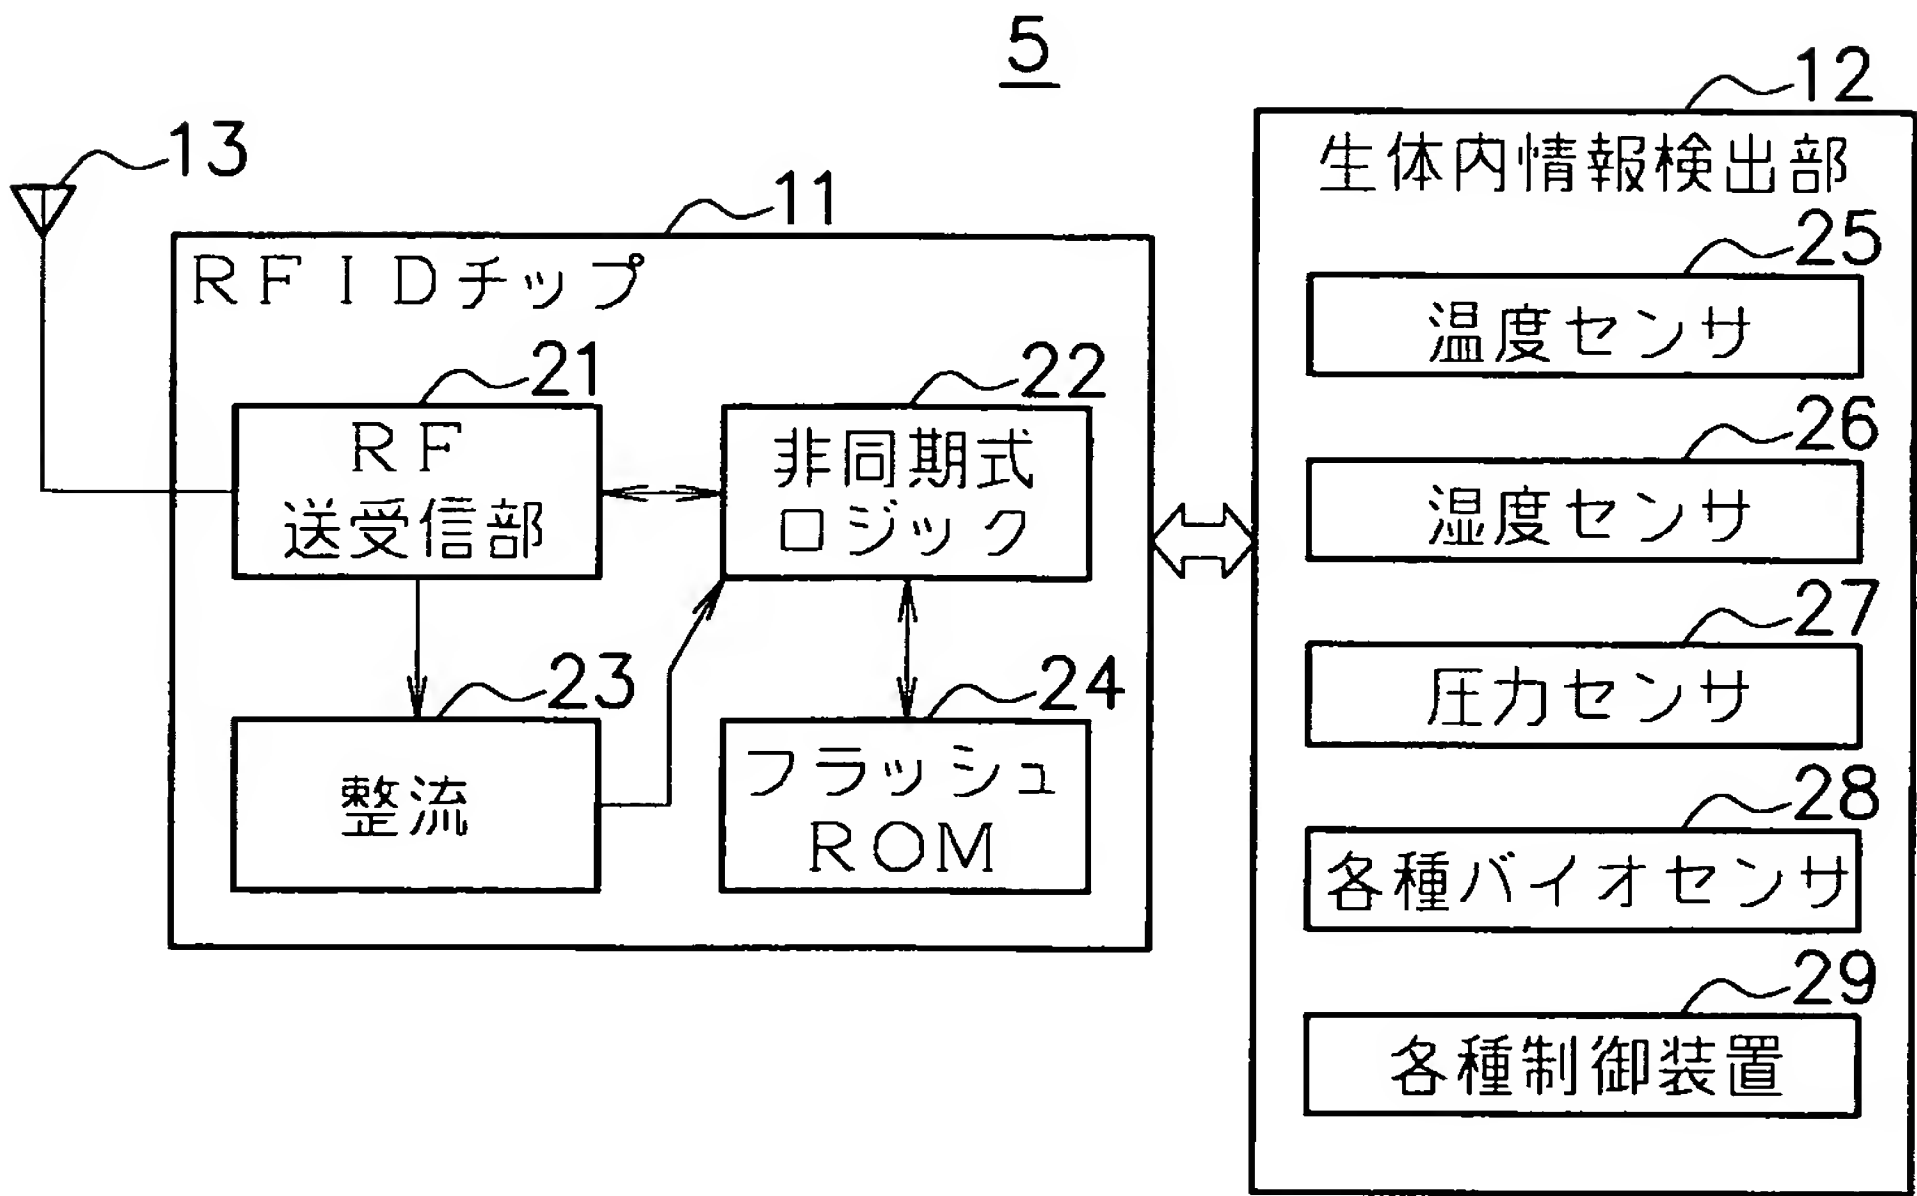 5
13
11
RFIDチップ
21
RF
送受信部
22
非同期式
ロジック
23
整流
24
フラッシュ
ROM
12
生体内情報検出部
25
温度センサ
26
湿度センサ
27
圧力センサ
28
各種バイオセンサ
29
各種制御装置